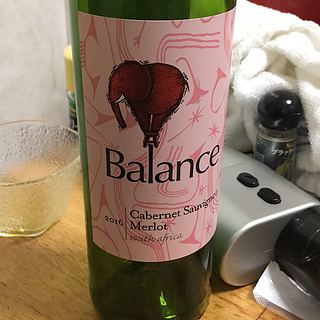 Balance
2016 Cabernet Sauvignon
Merlot
south africa